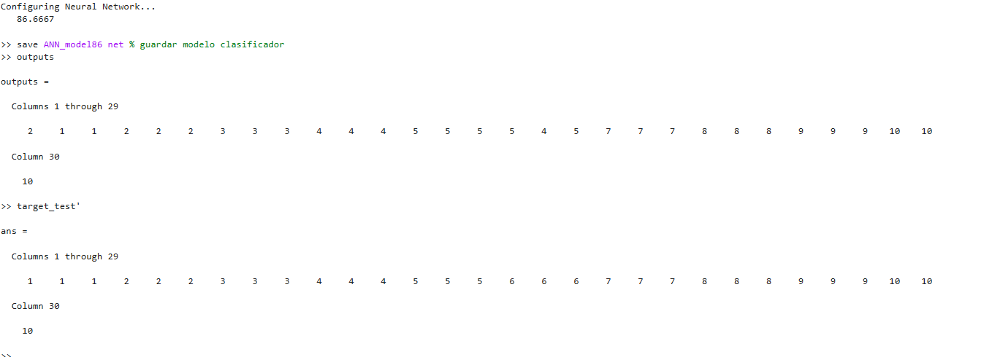 Configuring Neural Network...
86.6667
>> save ANN_model86 net % guardar modelo clasificador
>> outputs
outputs =
Columns 1 through 29
2 1 1 2 2 2 3 3 3 4 4 4 5 5 5 5 4 5 7 7 7 8 8 8 9 9 9 10 10
Column 30
10
>> target_test'
ans =
Columns 1 through 29
1 1 1 2 2 2 3 3 3 4 4 4 5 5 5 6 6 6 7 7 7 8 8 8 9 9 9 10 10
Column 30
10
>>